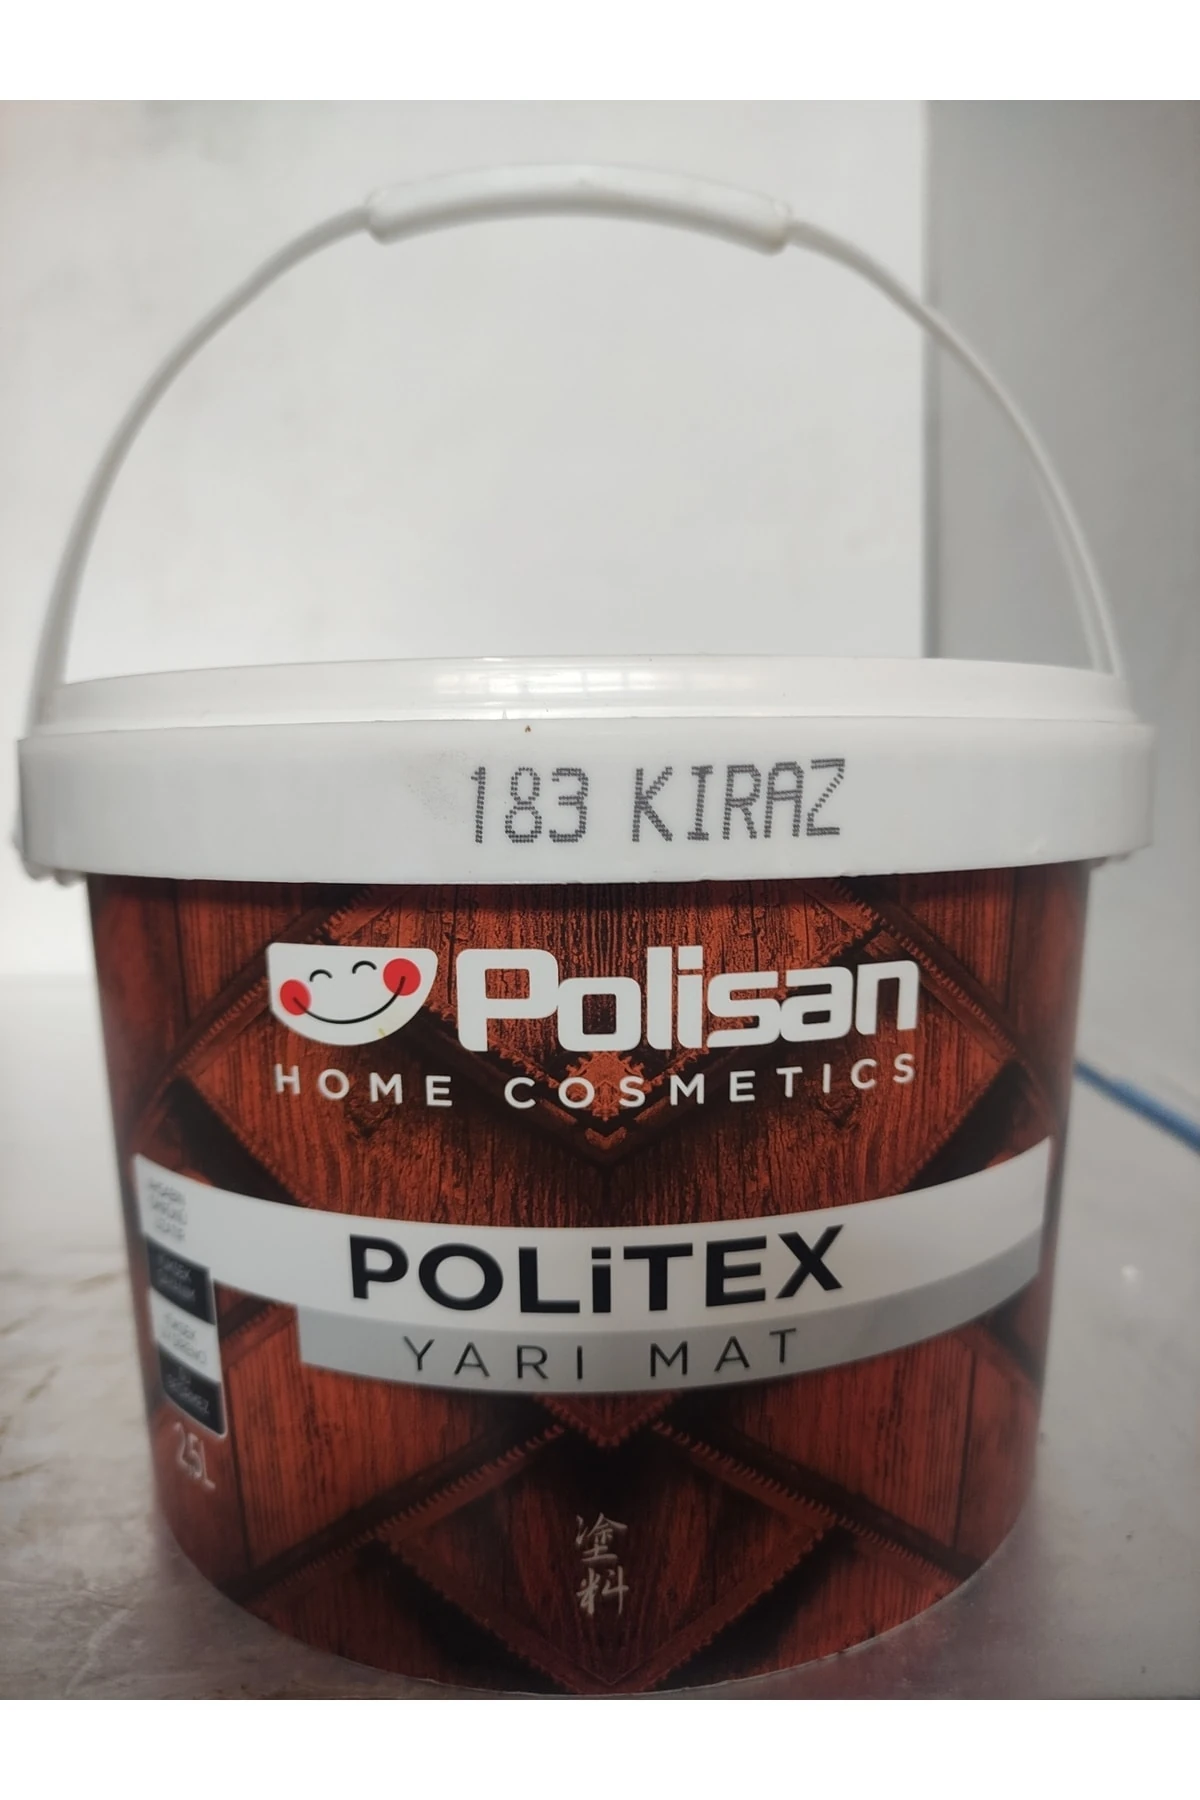 183 KIRAZ
Polisan
HOME COSMETICS
POLiTEX
YARI MAT
2,5L
塗
料